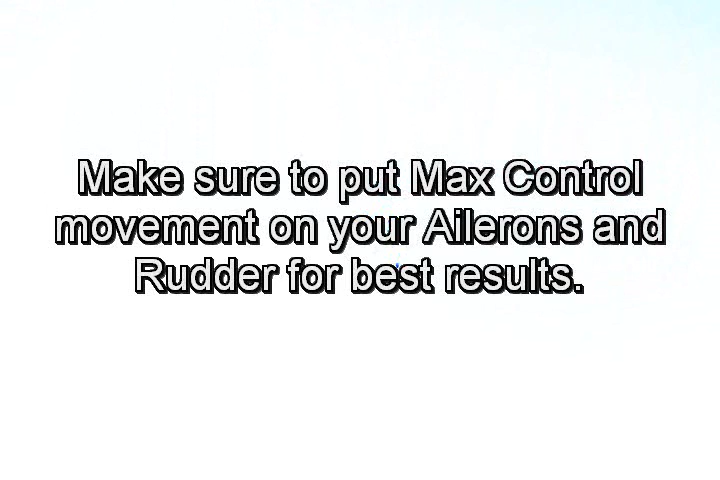 Make sure to put Max Control
movement on your Ailerons and
Rudder for best results.